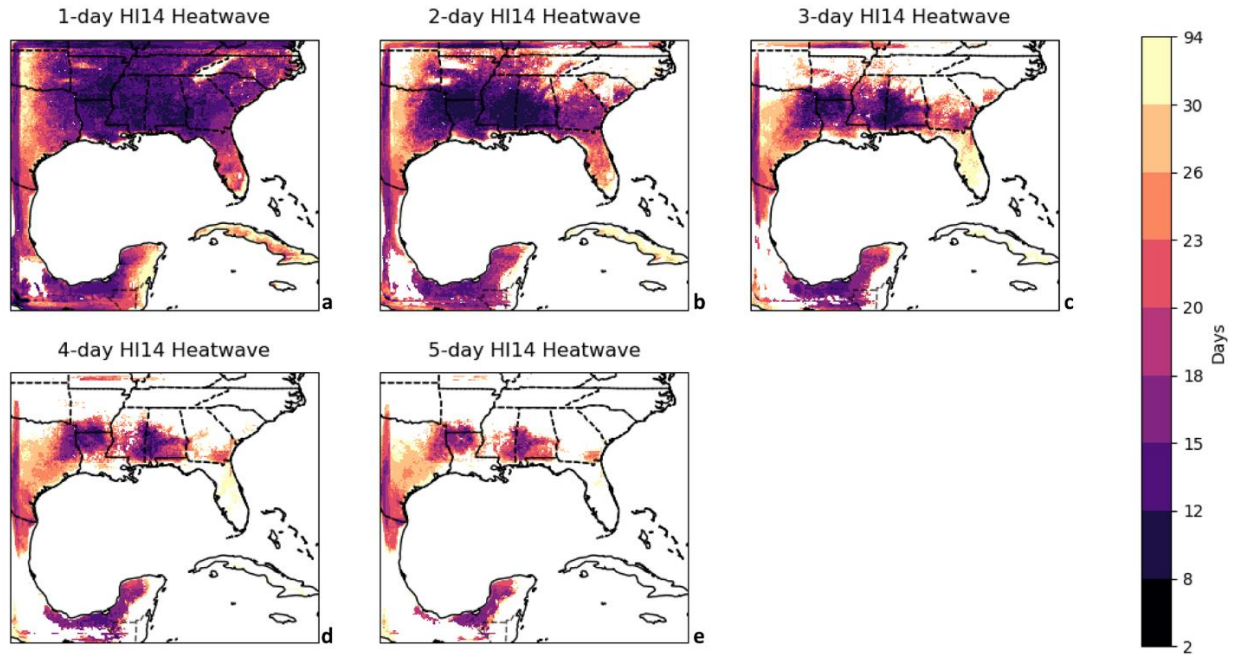 1-day HI14 Heatwave
2-day HI14 Heatwave
3-day HI14 Heatwave
a
b
c
4-day HI14 Heatwave
5-day HI14 Heatwave
d
e
94
30
26
23
20
18
15
12
8
2
Days